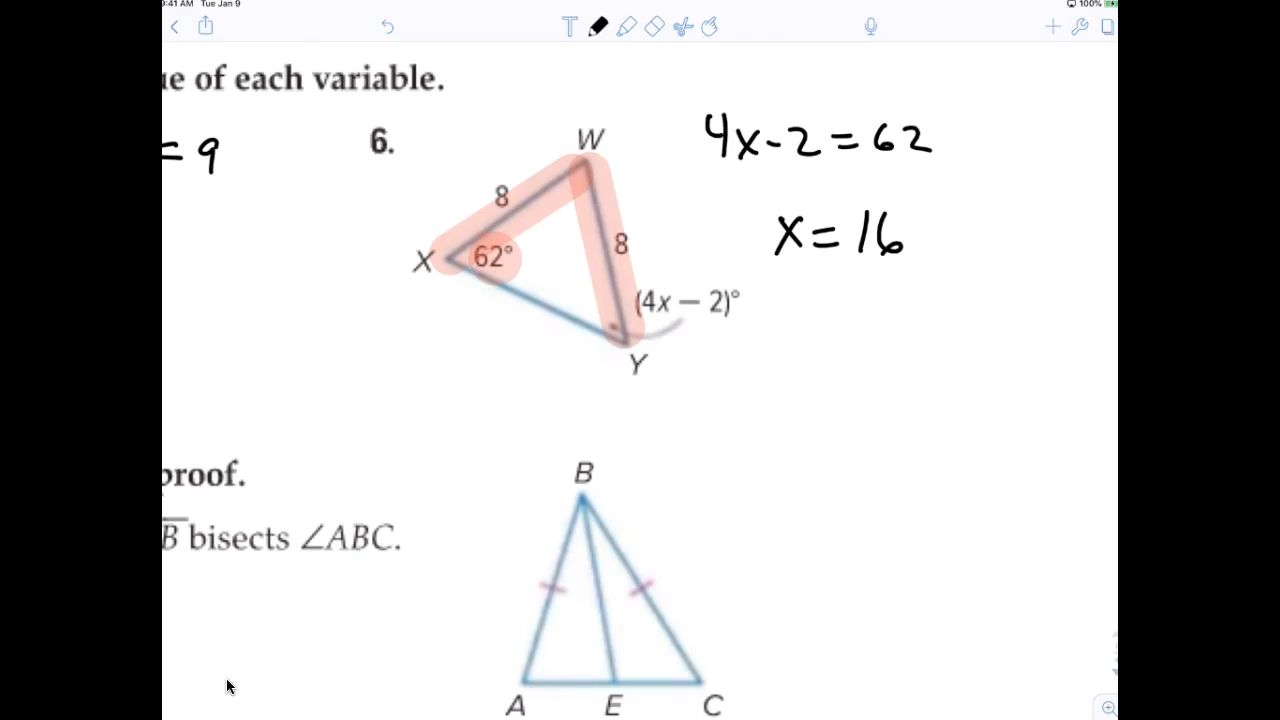 9:41 AM Tue Jan 9
100%
T
ue of each variable.
= 9
6.
W
4x-2=62
8
x=16
X
62°
8
(4x − 2)°
Y
proof.
B
B bisects ∠ABC.
A
E
C